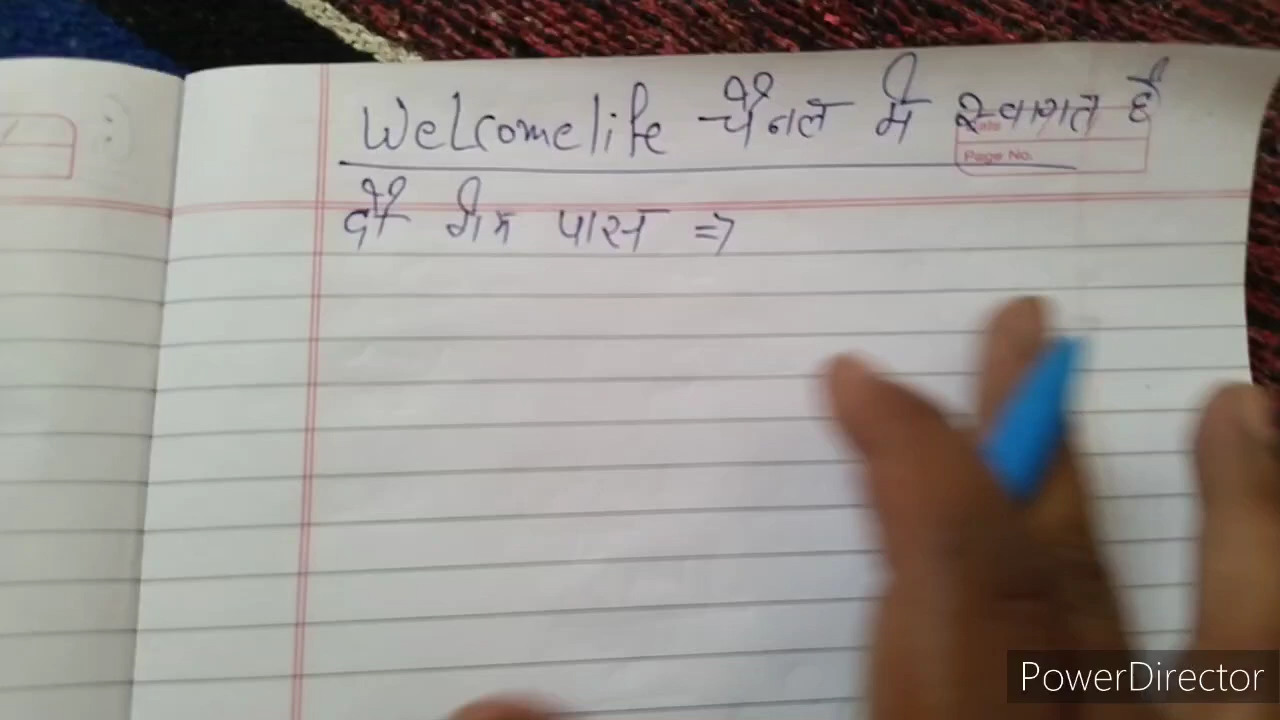 Welcomelife चैनल में स्वागत है
Date
Page No.
दौ गेम पास ⇒
PowerDirector